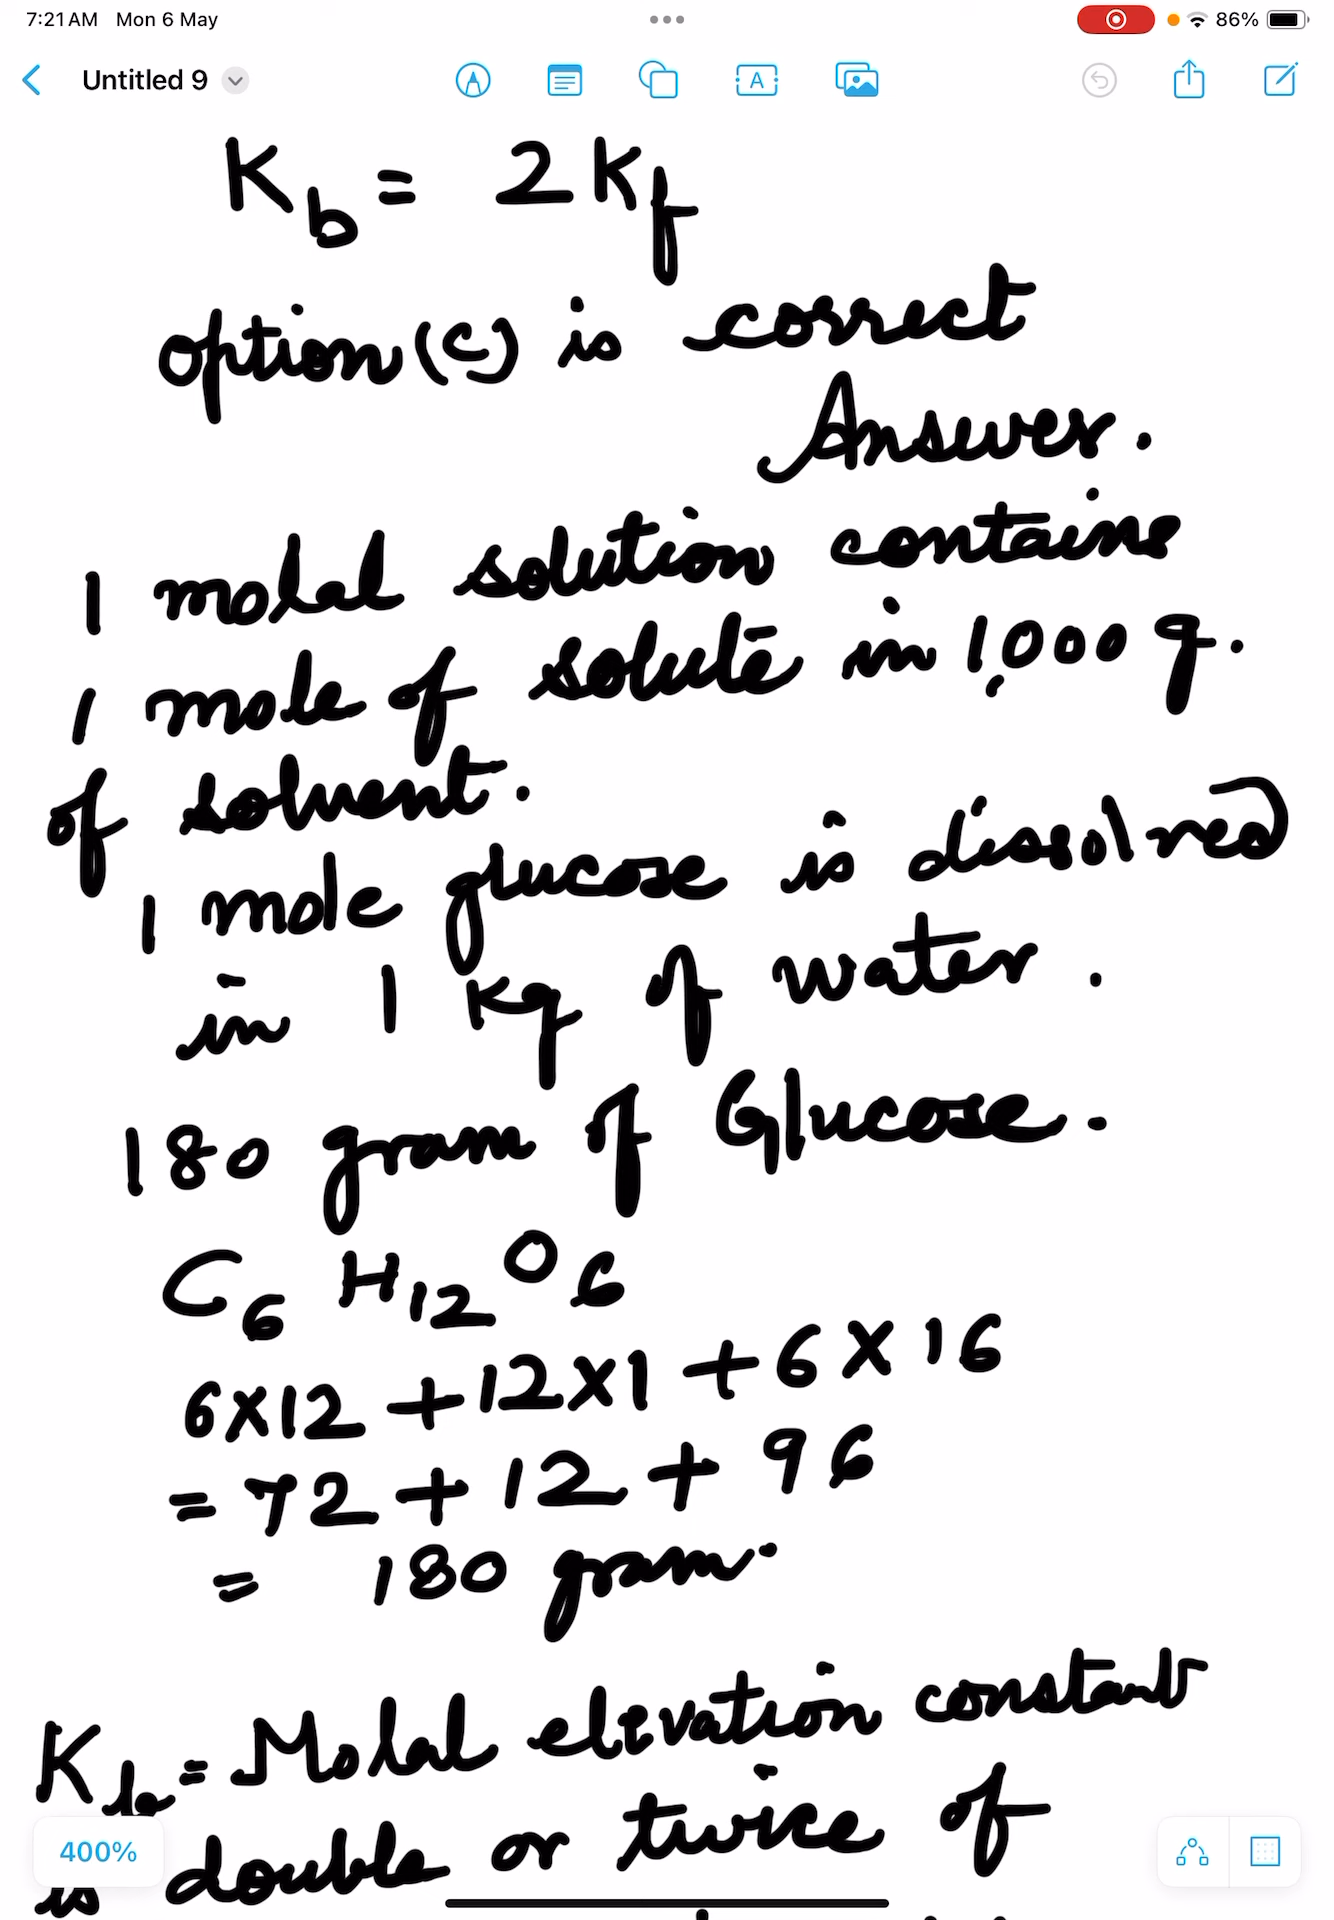 7:21 AM Mon 6 May
86%
Untitled 9
Kb = 2Kf
option (c) is correct
Answer.
1 molal solution contains
1 mole of solute in 1,000 g.
of solvent.
1 mole glucose is dissolved
in 1 kg of water.
180 gram of Glucose.
C6 H12 O6
6×12 + 12×1 + 6×16
= 72 + 12 + 96
= 180 gram.
Kb = Molal elevation constant
is double or twice of
400%